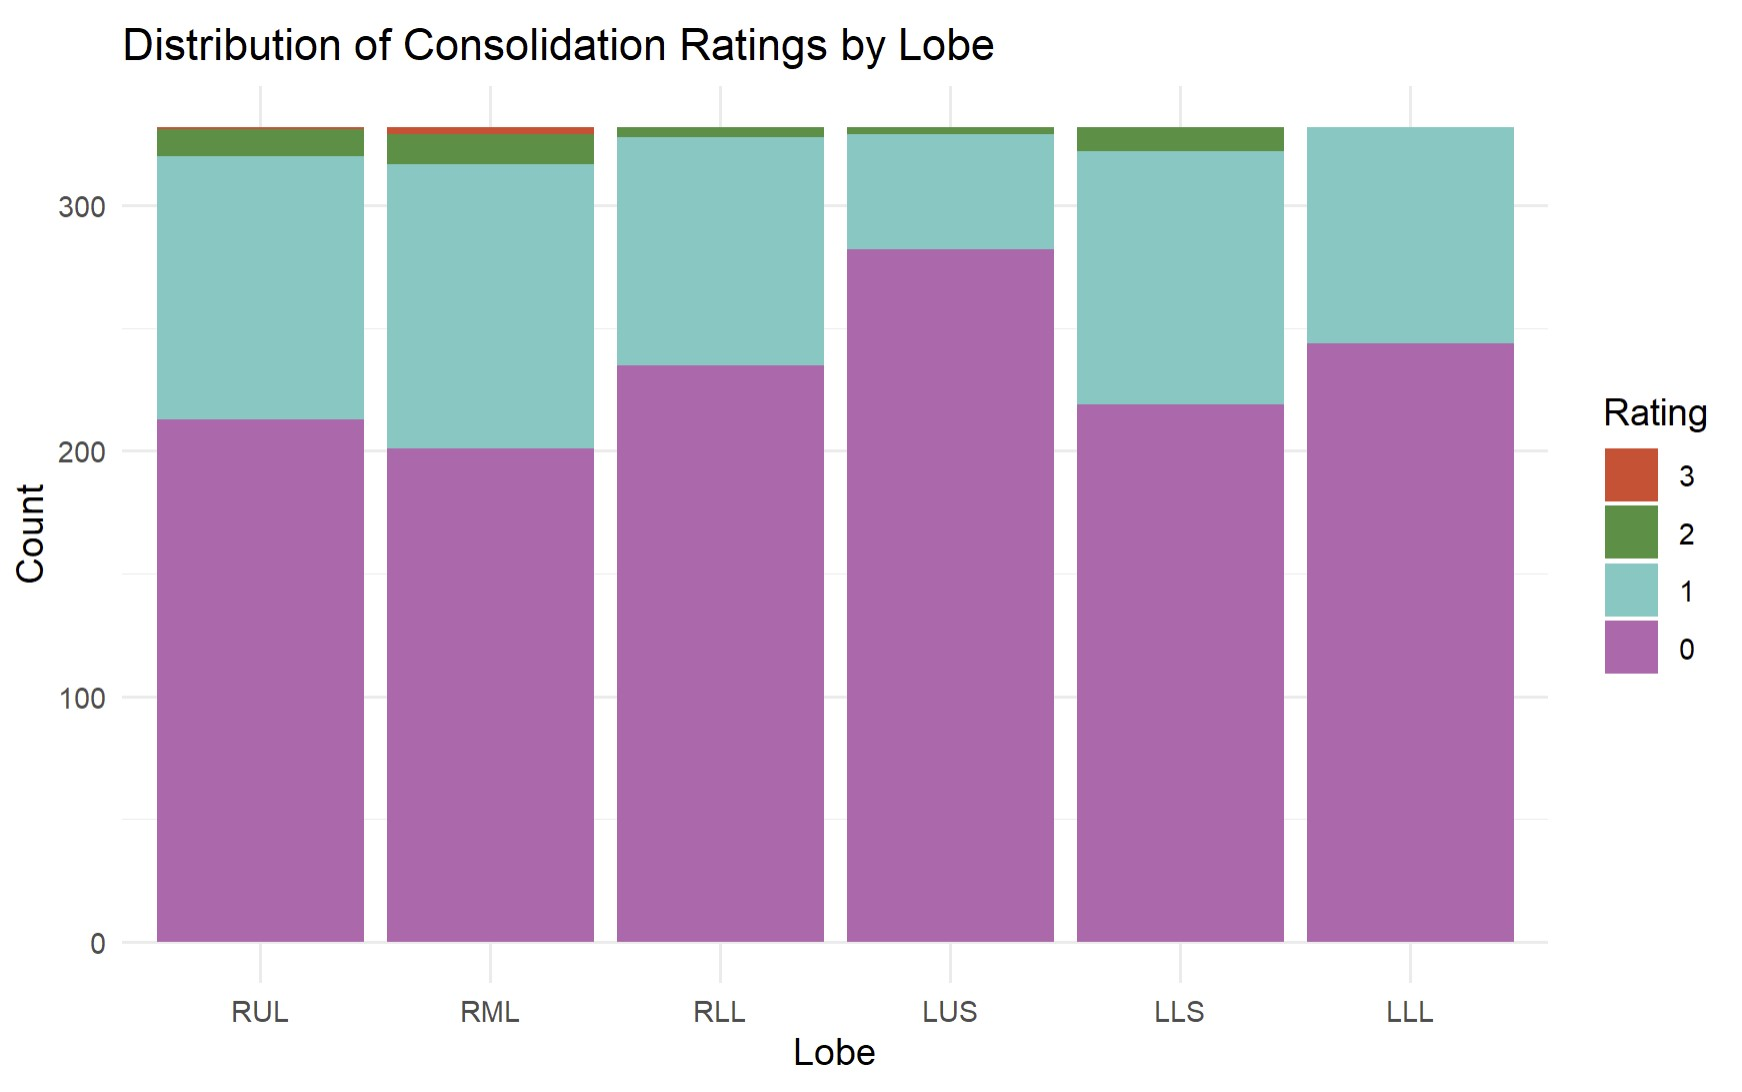 Distribution of Consolidation Ratings by Lobe
Count
300
200
100
0
RUL
RML
RLL
LUS
LLS
LLL
Lobe
Rating
3
2
1
0